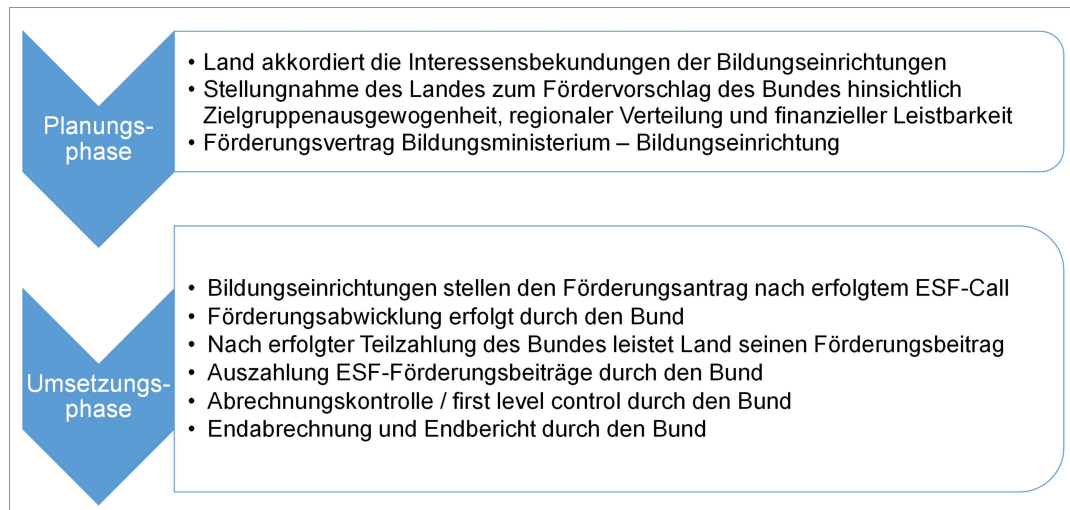 Planungs-
phase
• Land akkordiert die Interessensbekundungen der Bildungseinrichtungen
• Stellungnahme des Landes zum Fördervorschlag des Bundes hinsichtlich
Zielgruppenausgewogenheit, regionaler Verteilung und finanzieller Leistbarkeit
• Förderungsvertrag Bildungsministerium – Bildungseinrichtung
Umsetzungs-
phase
• Bildungseinrichtungen stellen den Förderungsantrag nach erfolgtem ESF-Call
• Förderungsabwicklung erfolgt durch den Bund
• Nach erfolgter Teilzahlung des Bundes leistet Land seinen Förderungsbeitrag
• Auszahlung ESF-Förderungsbeiträge durch den Bund
• Abrechnungskontrolle / first level control durch den Bund
• Endabrechnung und Endbericht durch den Bund